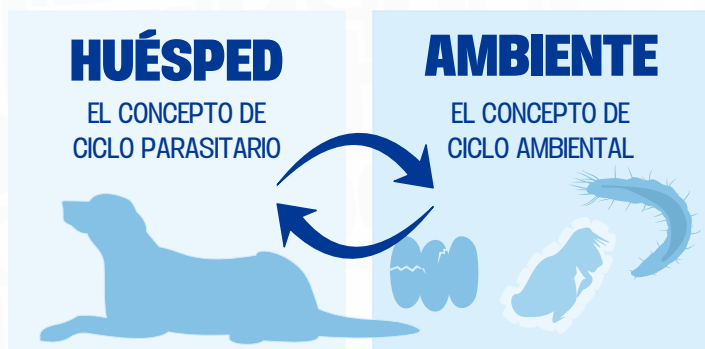 HUÉSPED
EL CONCEPTO DE
CICLO PARASITARIO
AMBIENTE
EL CONCEPTO DE
CICLO AMBIENTAL